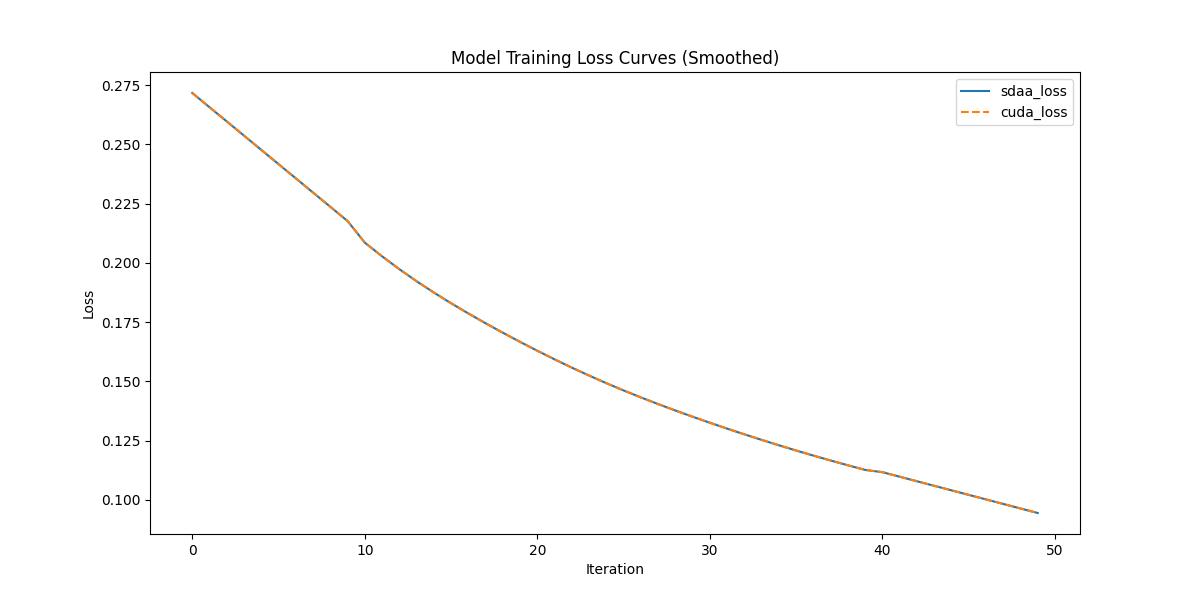 Model Training Loss Curves (Smoothed)
sdaa_loss
cuda_loss
Loss
0.275
0.250
0.225
0.200
0.175
0.150
0.125
0.100
0 10 20 30 40 50
Iteration